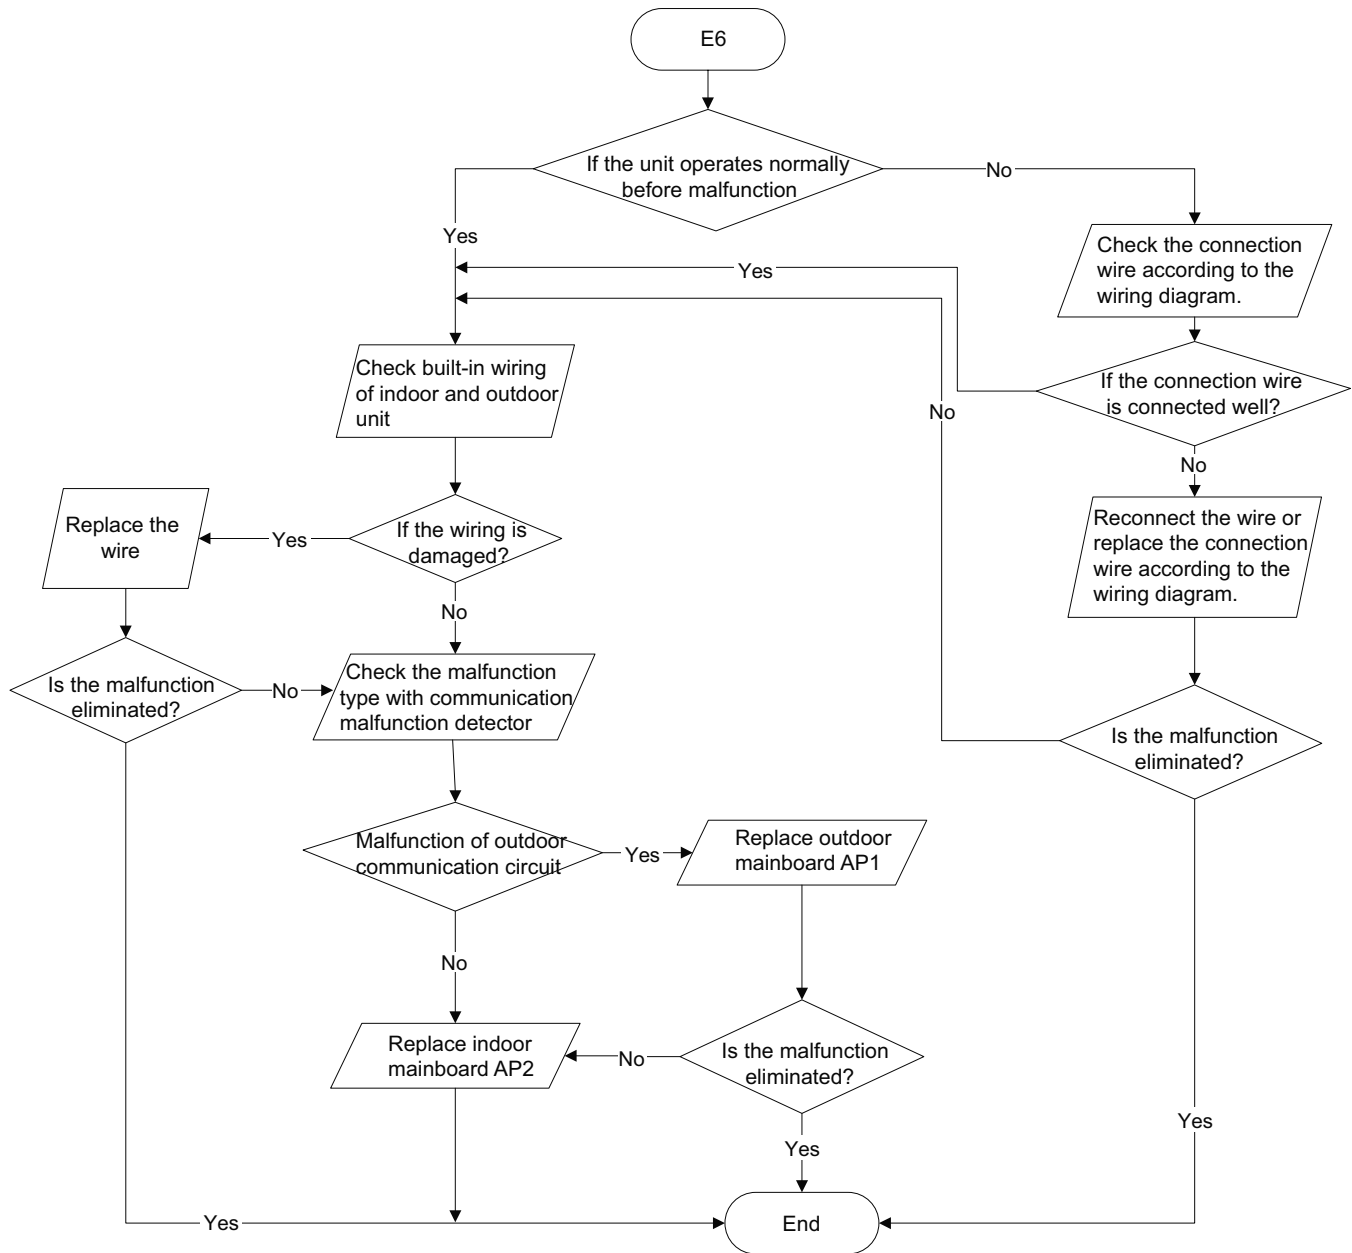 E6
If the unit operates normally
before malfunction
No
Yes
Check the connection
wire according to the
wiring diagram.
Yes
If the connection wire
is connected well?
No
No
Reconnect the wire or
replace the connection
wire according to the
wiring diagram.
Is the malfunction
eliminated?
Yes
Check built-in wiring
of indoor and outdoor
unit
If the wiring is
damaged?
Yes
Replace the
wire
No
Is the malfunction
eliminated?
No
Check the malfunction
type with communication
malfunction detector
Malfunction of outdoor
communication circuit
Yes
Replace outdoor
mainboard AP1
No
Replace indoor
mainboard AP2
No
Is the malfunction
eliminated?
Yes
Yes
End